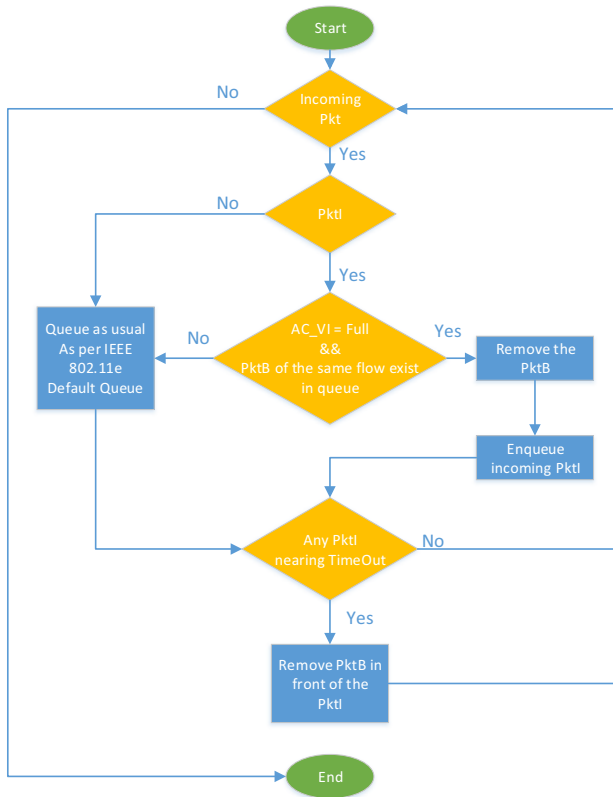 Start
No
Incoming
Pkt
Yes
No
PktI
Yes
Queue as usual
As per IEEE
802.11e
Default Queue
No
AC_VI = Full
&&
PktB of the same flow exist
in queue
Yes
Remove the
PktB
Enqueue
incoming PktI
Any PktI
nearing TimeOut
No
Yes
Remove PktB in
front of the
PktI
End